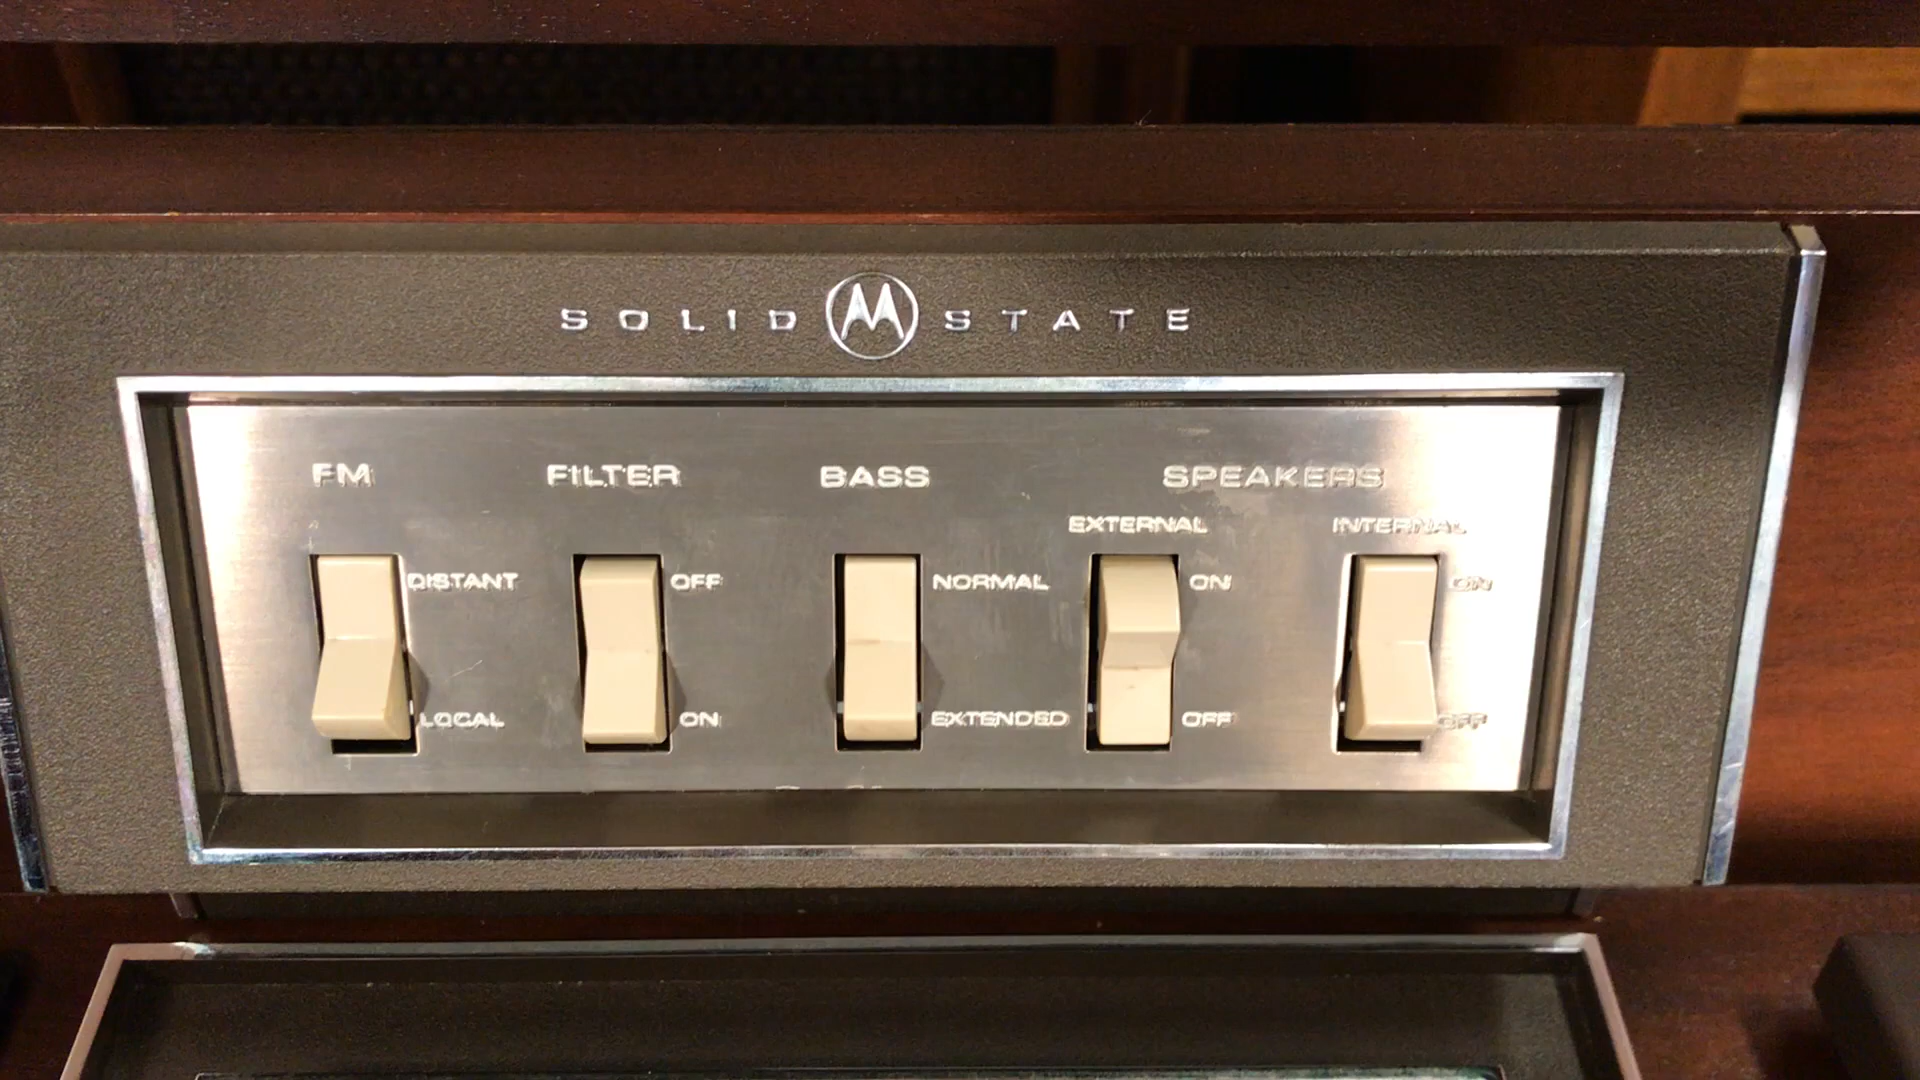 SOLID STATE
FM FILTER BASS SPEAKERS
EXTERNAL INTERNAL
DISTANT OFF NORMAL ON ON
LOCAL ON EXTENDED OFF OFF